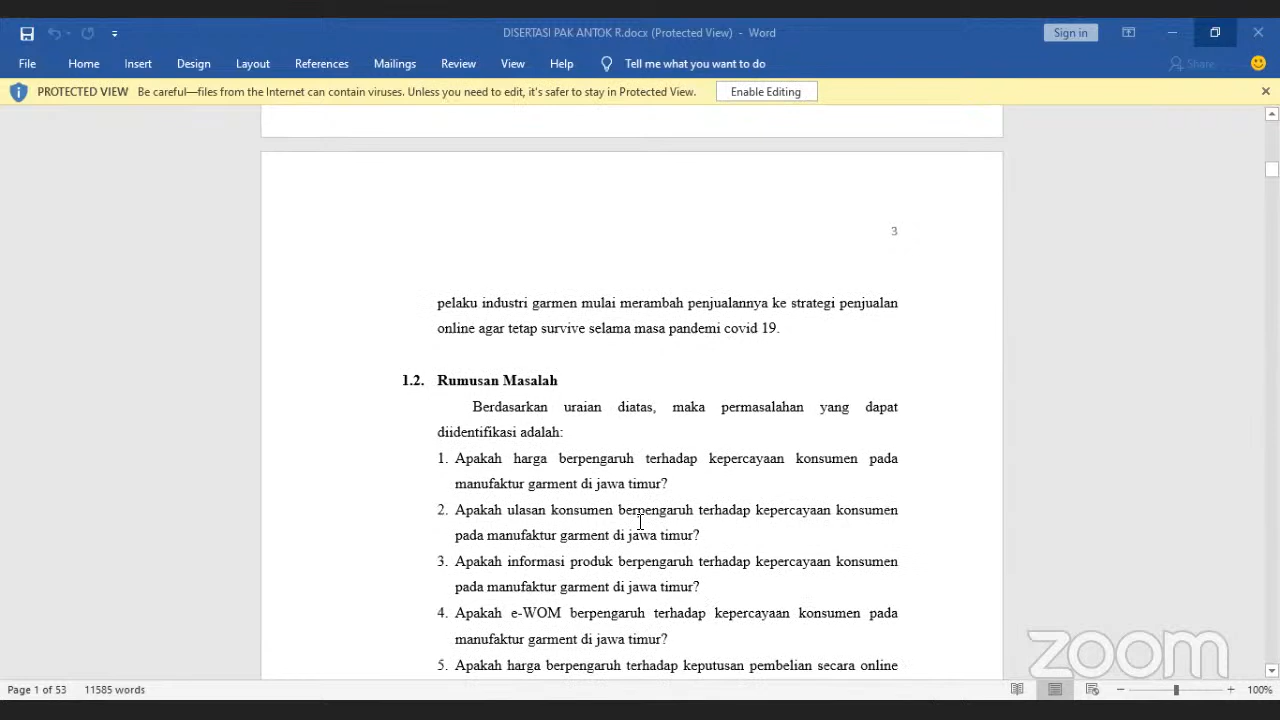 DISERTASI PAK ANTOK R.docx (Protected View) - Word
Sign in
File Home Insert Design Layout References Mailings Review View Help Tell me what you want to do Share
PROTECTED VIEW Be careful—files from the Internet can contain viruses. Unless you need to edit, it's safer to stay in Protected View. Enable Editing
3
pelaku industri garmen mulai merambah penjualannya ke strategi penjualan
online agar tetap survive selama masa pandemi covid 19.
1.2. Rumusan Masalah
Berdasarkan uraian diatas, maka permasalahan yang dapat
diidentifikasi adalah:
1. Apakah harga berpengaruh terhadap kepercayaan konsumen pada
manufaktur garment di jawa timur?
2. Apakah ulasan konsumen berpengaruh terhadap kepercayaan konsumen
pada manufaktur garment di jawa timur?
3. Apakah informasi produk berpengaruh terhadap kepercayaan konsumen
pada manufaktur garment di jawa timur?
4. Apakah e-WOM berpengaruh terhadap kepercayaan konsumen pada
manufaktur garment di jawa timur?
5. Apakah harga berpengaruh terhadap keputusan pembelian secara online
zoom
Page 1 of 53 11585 words 100%